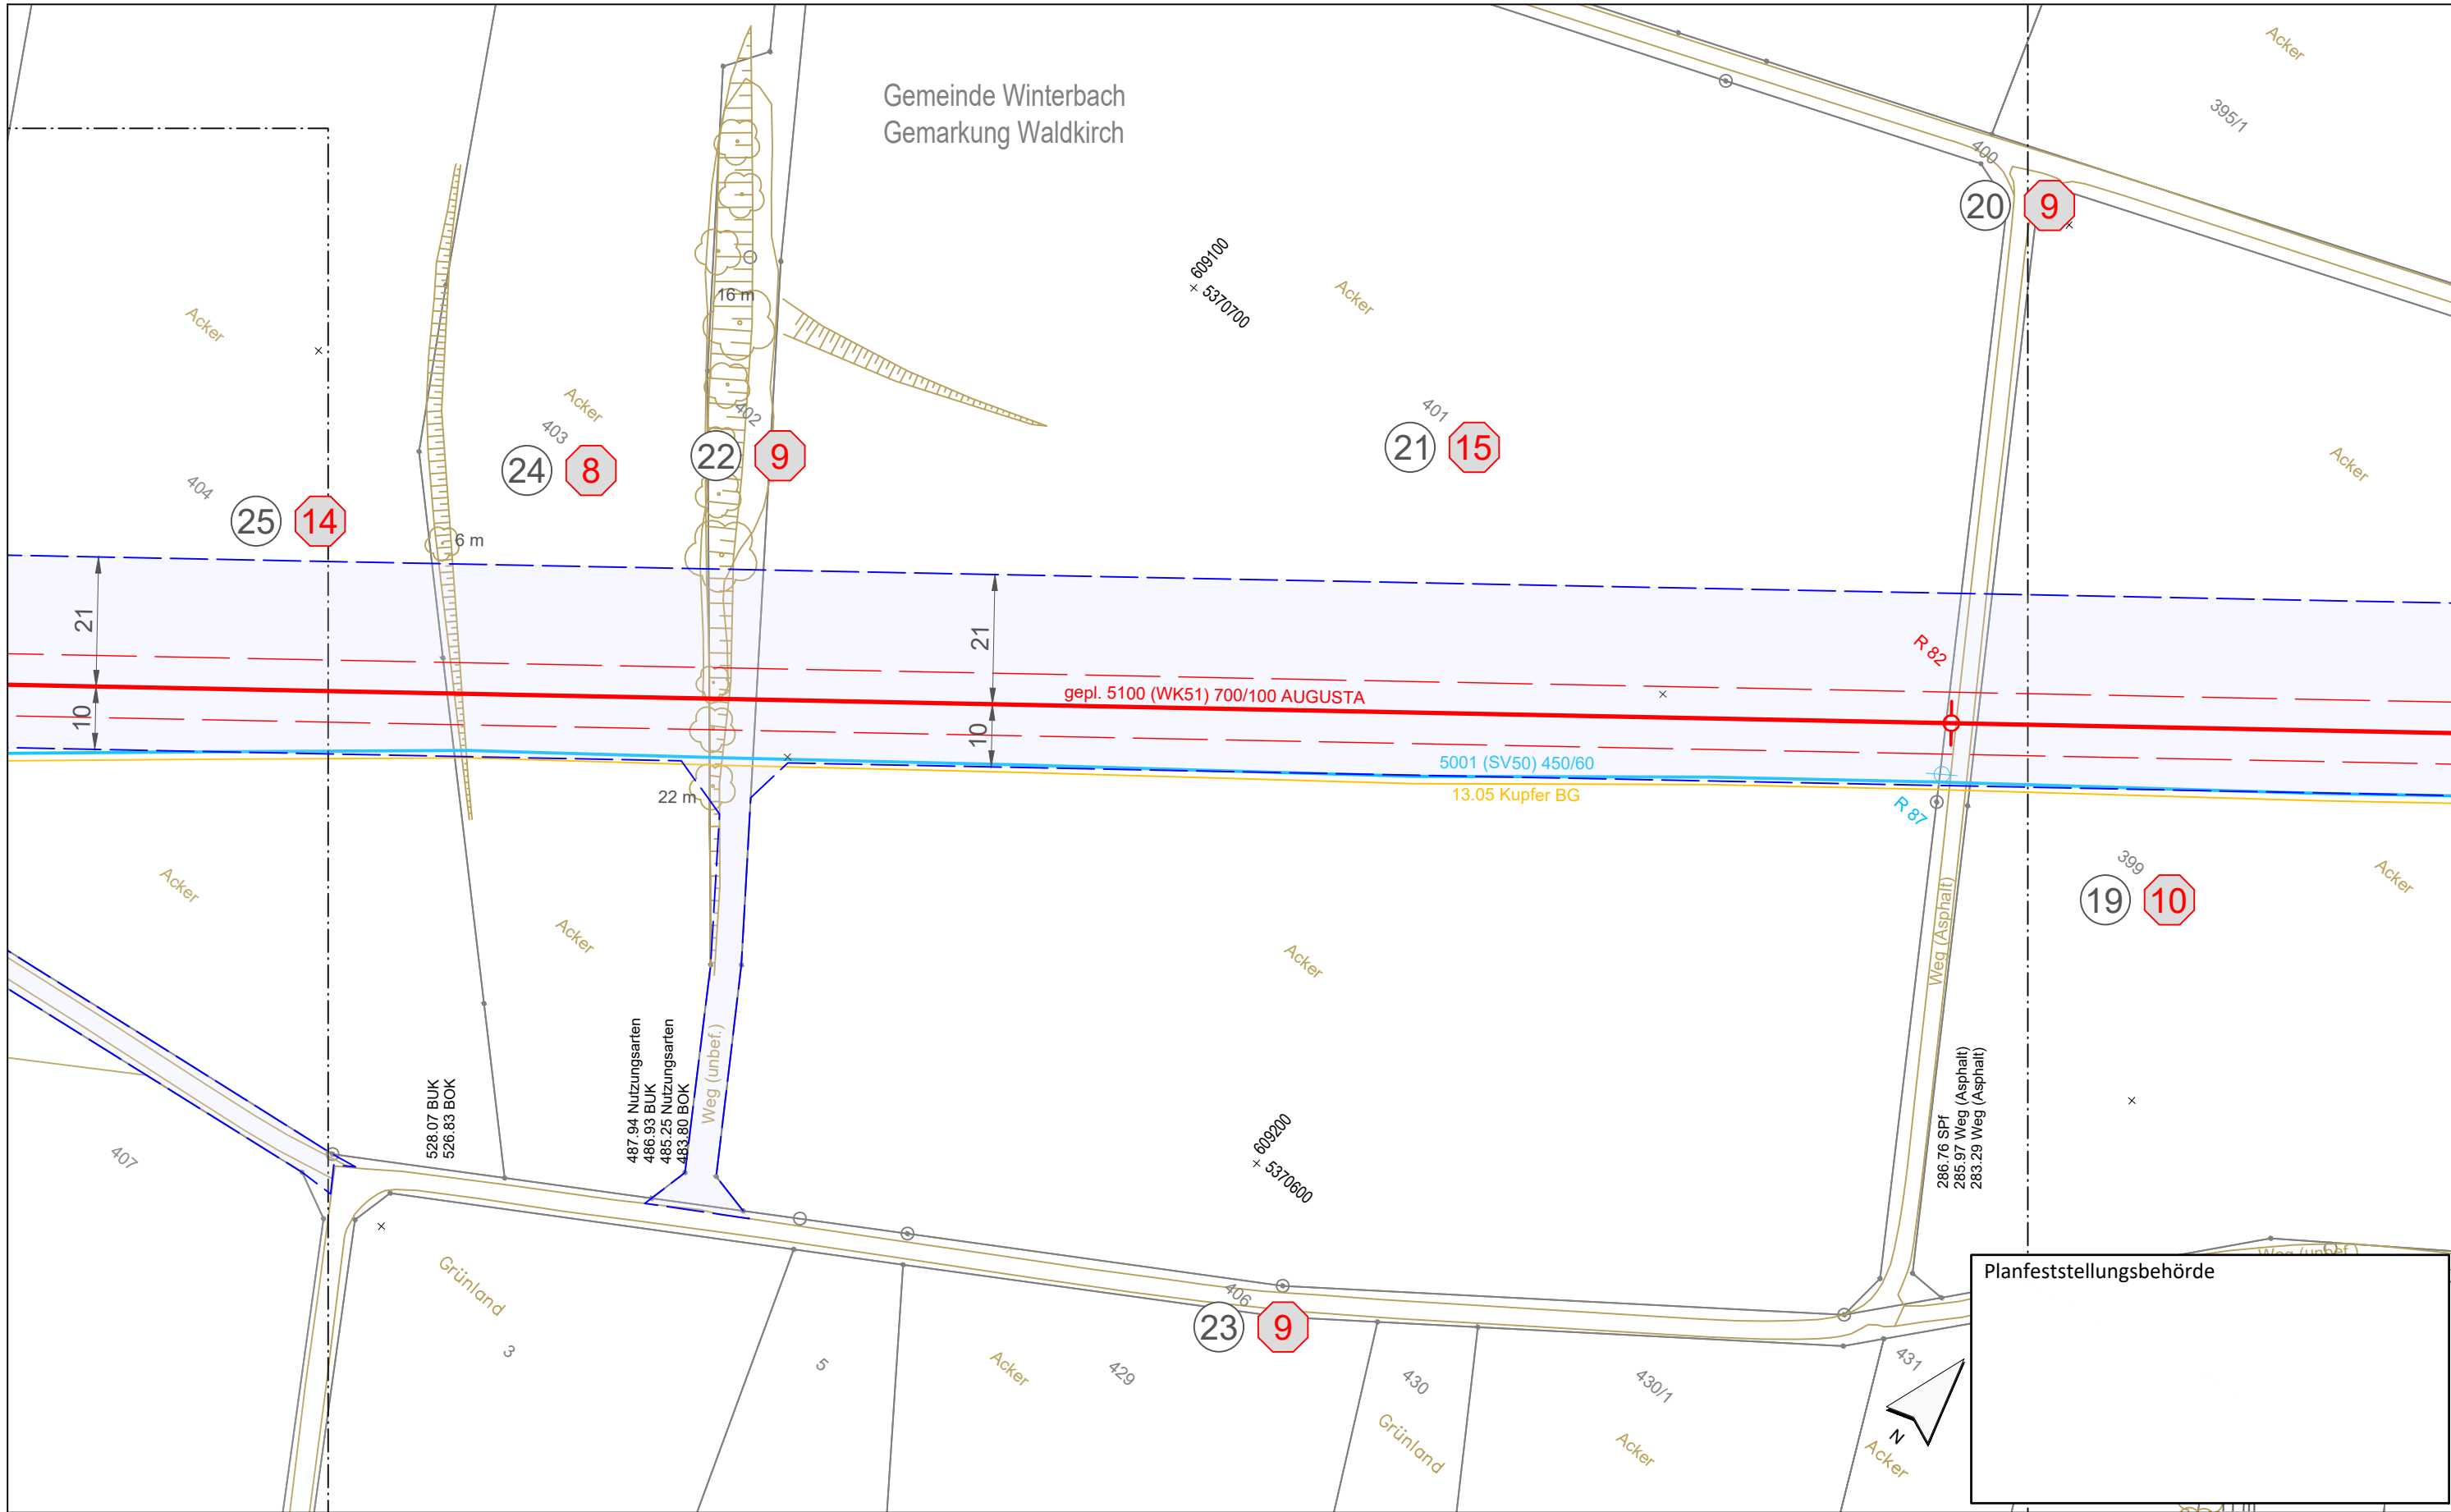 Acker
395/1
Gemeinde Winterbach
Gemarkung Waldkirch
400
20
9
609100
5370700
Acker
Acker
Acker
16 m
Acker
402
403
401
24
8
22
9
21
15
Acker
404
25
14
6 m
21
21
R 82
gepl. 5100 (WK51) 700/100 AUGUSTA
10
10
5001 (SV50) 450/60
13.05 Kupfer BG
22 m
R 87
399
19
10
Acker
Acker
Acker
Acker
Weg (Asphalt)
407
528.07 BUK
526.83 BOK
487.94 Nutzungsarten
486.93 BUK
485.25 Nutzungsarten
483.80 BOK
Weg (unbef.)
609200
5370600
286.76 SPf
285.97 Weg (Asphalt)
283.29 Weg (Asphalt)
Weg (unbef.)
Planfeststellungsbehörde
Grünland
406
23
9
3
5
Acker
429
430
Grünland
430/1
Acker
431
Acker
N